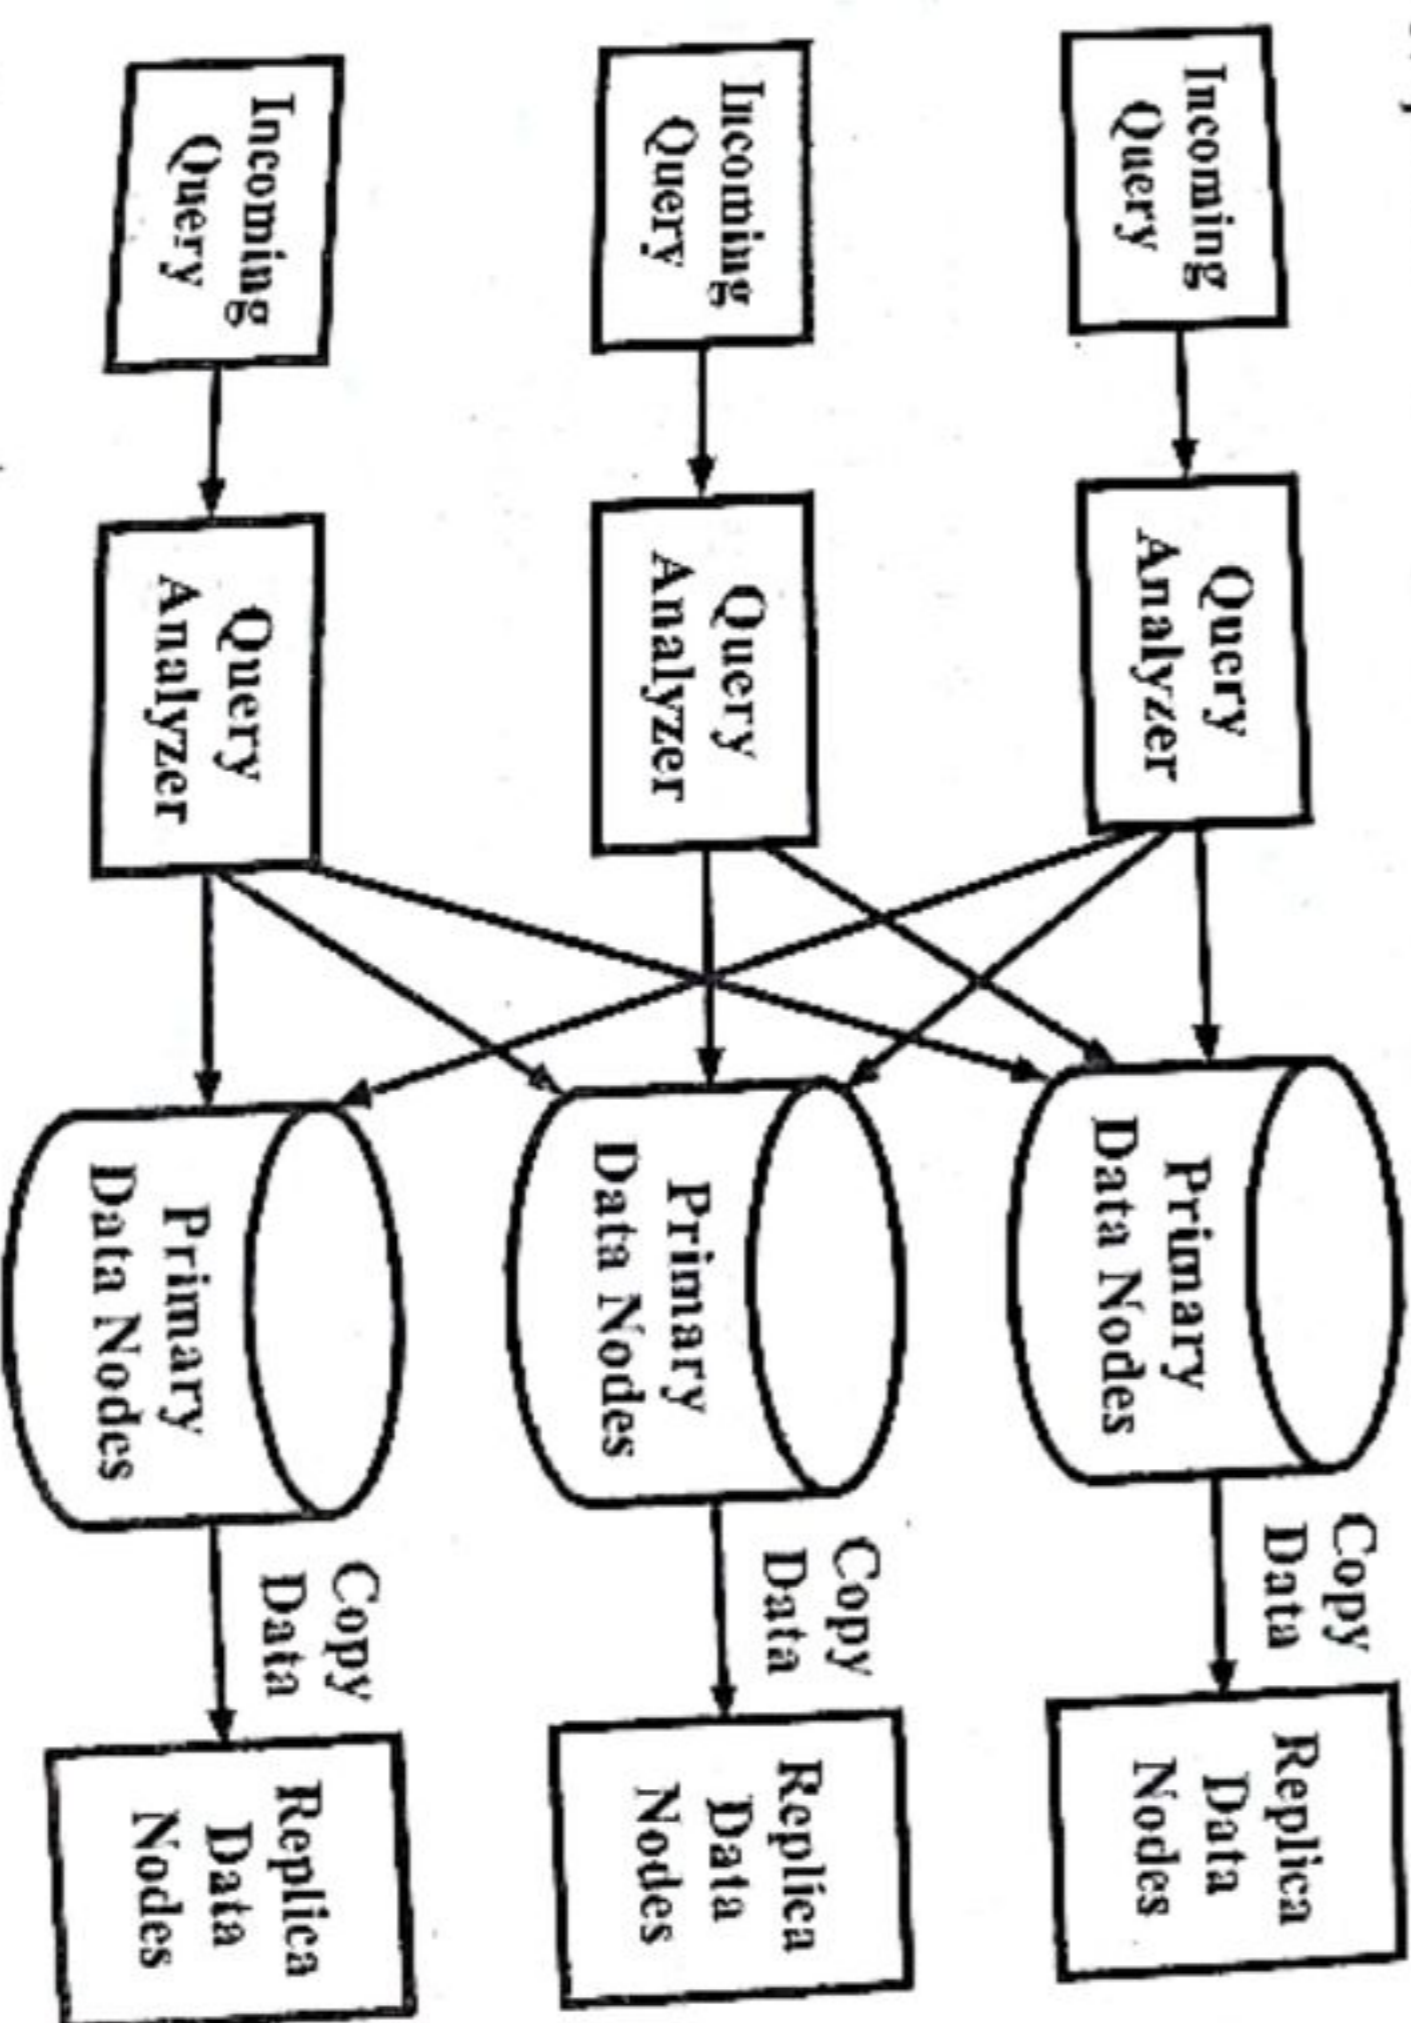 Incoming
Query
Query
Analyzer
Primary
Data Nodes
Copy
Data
Replica
Data
Nodes
Incoming
Query
Query
Analyzer
Primary
Data Nodes
Copy
Data
Replica
Data
Nodes
Incoming
Query
Query
Analyzer
Primary
Data Nodes
Copy
Data
Replica
Data
Nodes